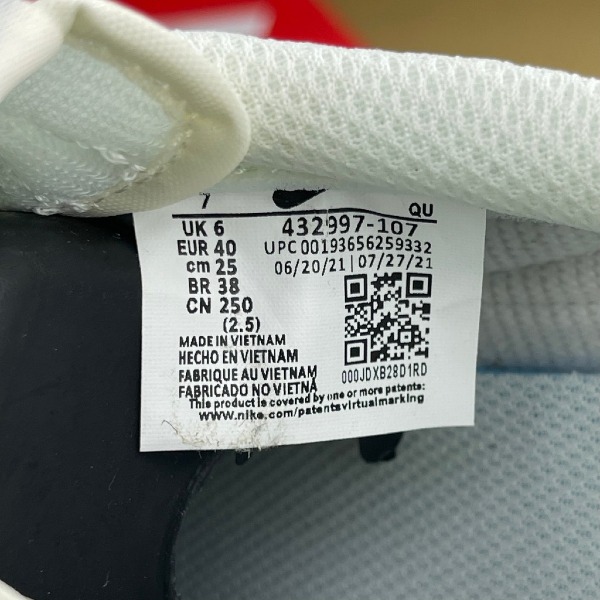 7 QU
UK 6 432997-107
EUR 40 UPC 00193656259332
cm 25 06/20/21 | 07/27/21
BR 38
CN 250
(2.5)
MADE IN VIETNAM
HECHO EN VIETNAM
FABRIQUE AU VIETNAM
FABRICADO NO VIETNÃ
000JDXB28D1RD
This product is covered by one or more patents:
www.nike.com/patentsvirtualmarking